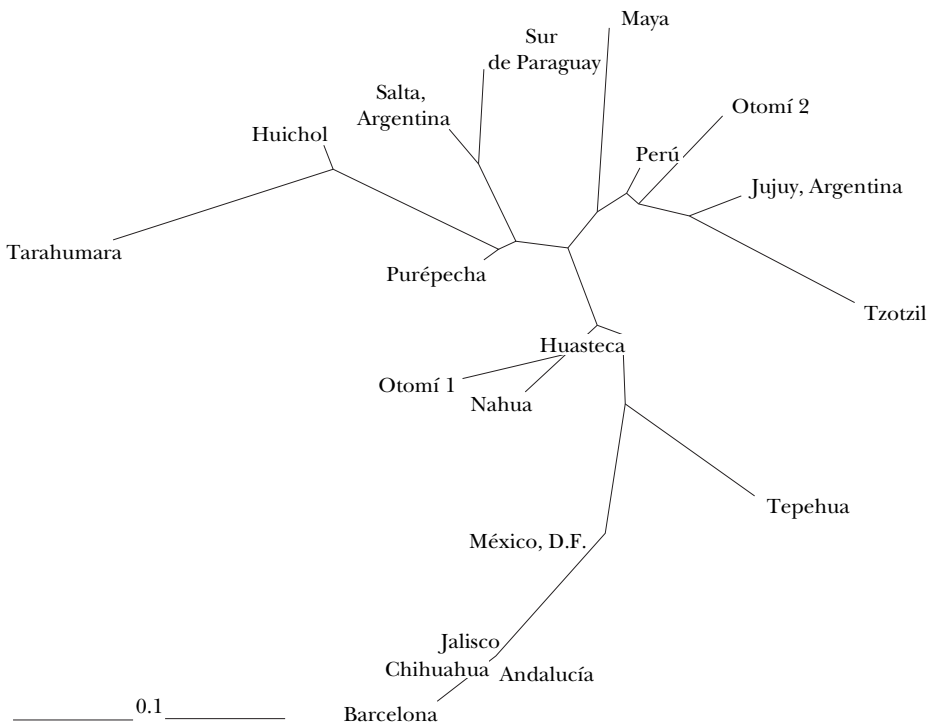 Maya
Sur
de Paraguay
Salta,
Argentina
Otomí 2
Huichol
Perú
Jujuy, Argentina
Tarahumara
Purépecha
Tzotzil
Huasteca
Otomí 1
Nahua
Tepehua
México, D.F.
Jalisco
Chihuahua
Andalucía
0.1
Barcelona